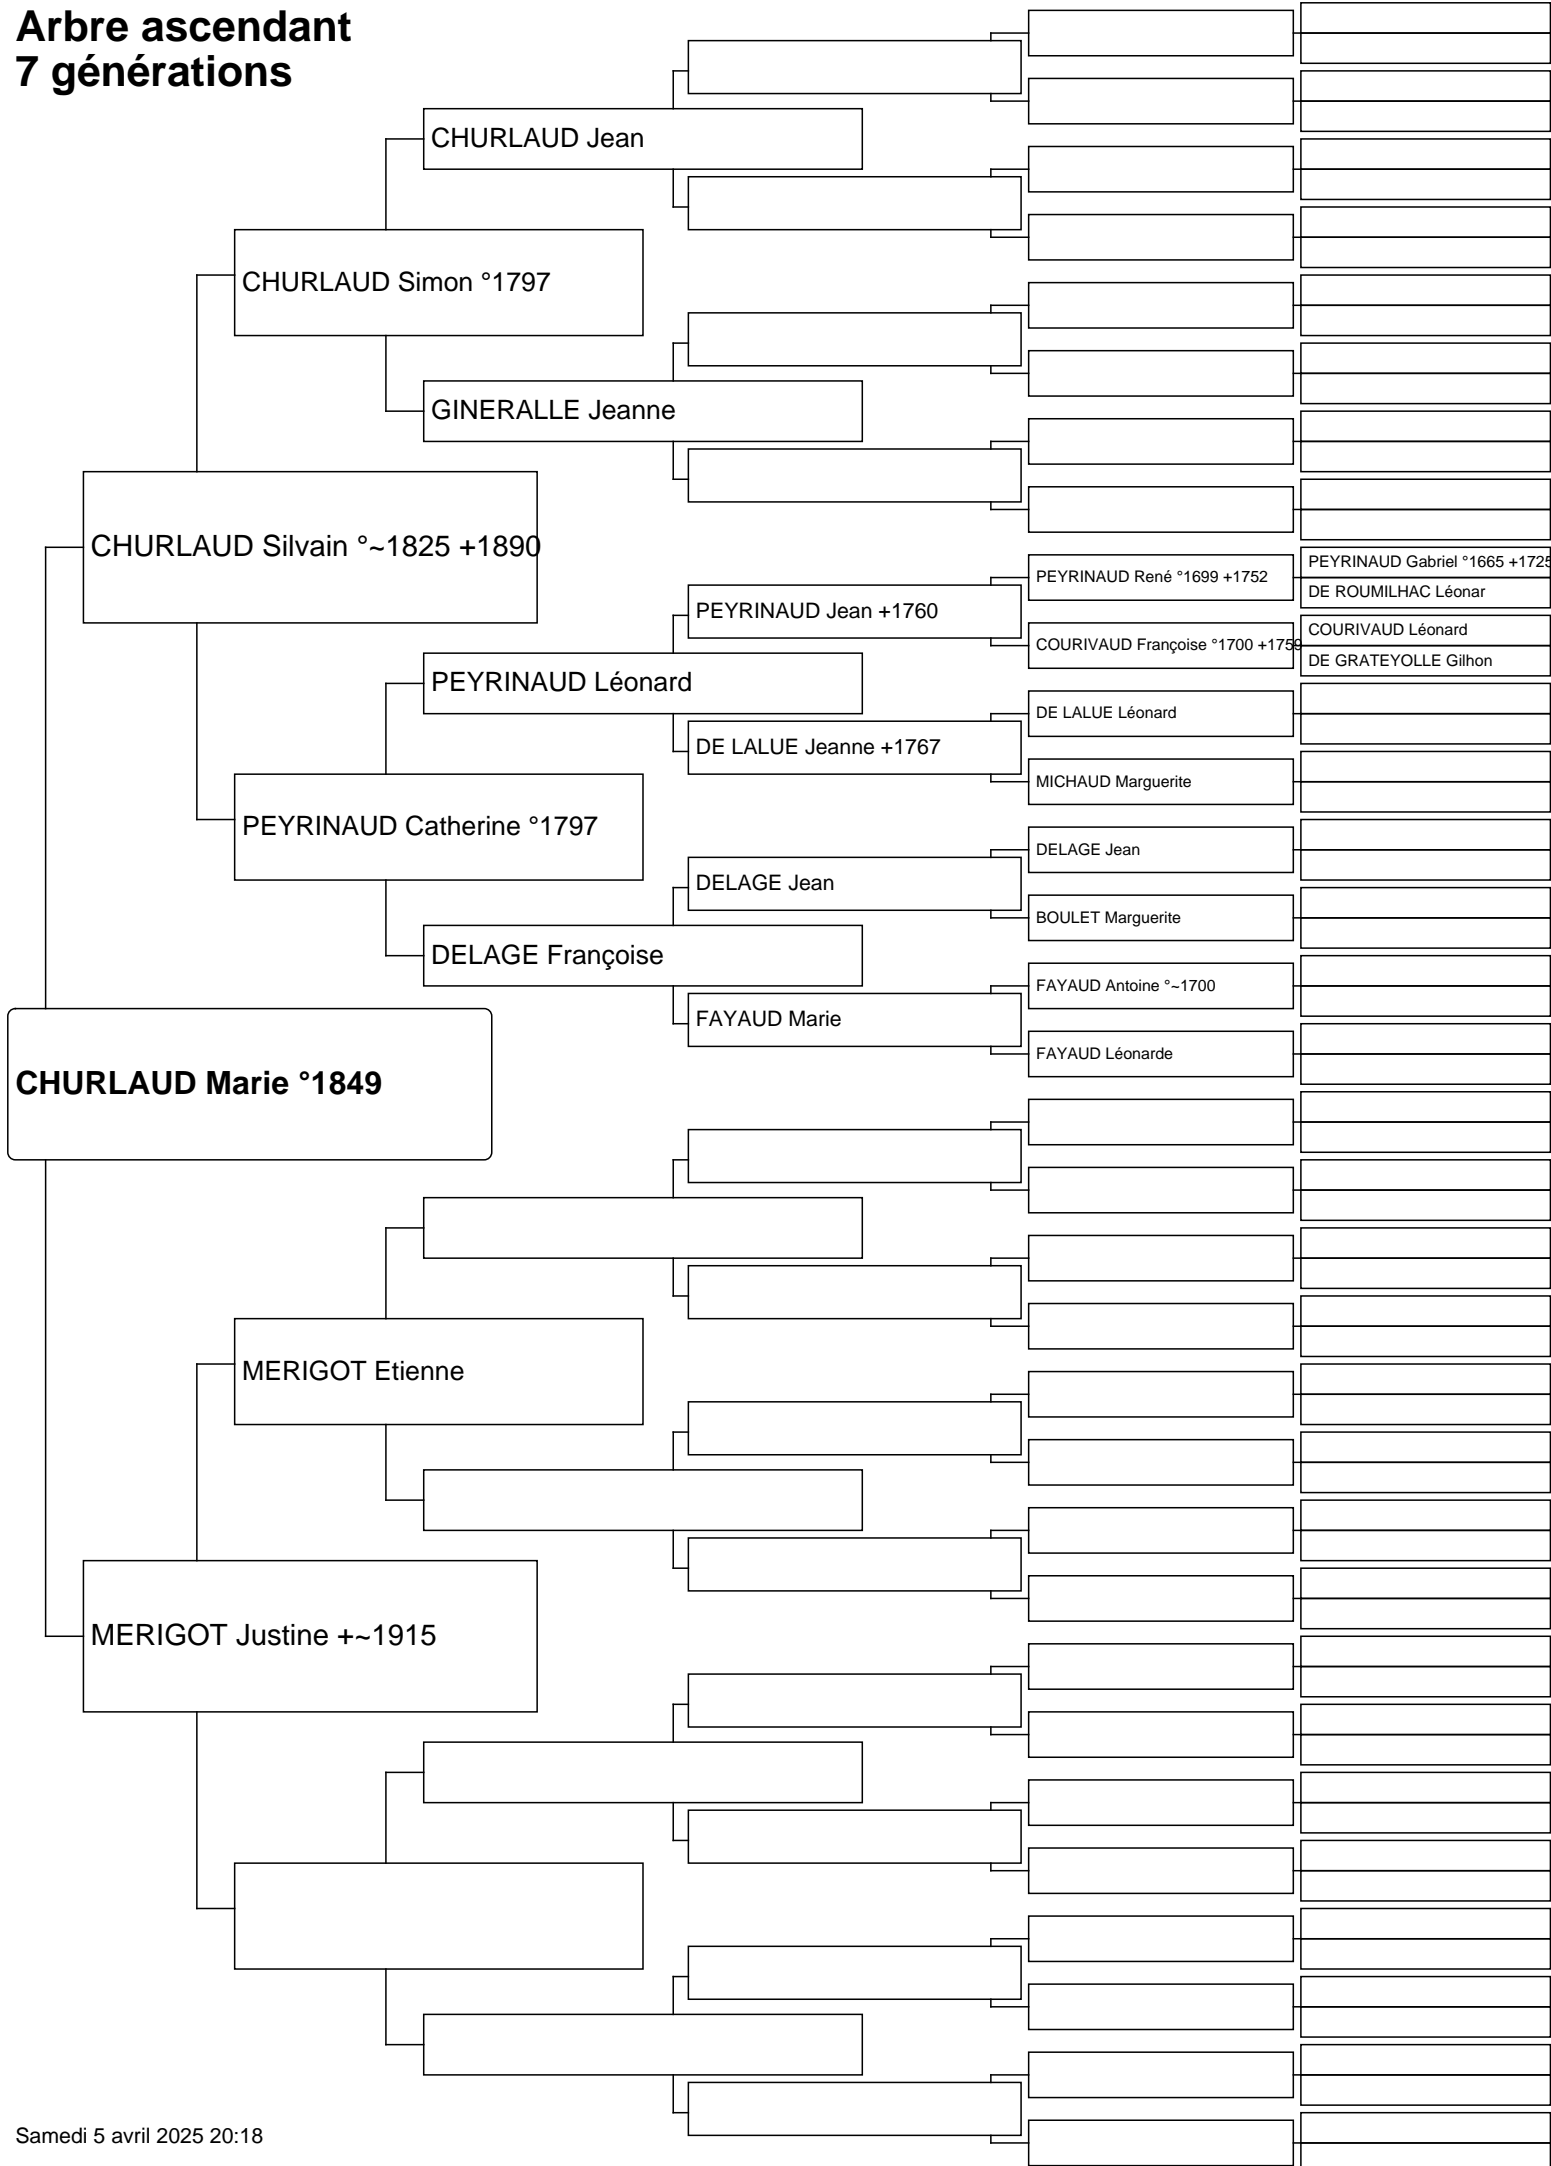 Arbre ascendant
7 générations
CHURLAUD Jean
CHURLAUD Simon °1797
GINERALLE Jeanne
CHURLAUD Silvain °~1825 +1890
PEYRINAUD Gabriel °1665 +1725
PEYRINAUD René °1699 +1752
DE ROUMILHAC Léonar
PEYRINAUD Jean +1760
COURIVAUD Léonard
COURIVAUD Françoise °1700 +1759
DE GRATEYOLLE Gilhon
PEYRINAUD Léonard
DE LALUE Léonard
DE LALUE Jeanne +1767
MICHAUD Marguerite
PEYRINAUD Catherine °1797
DELAGE Jean
DELAGE Jean
BOULET Marguerite
DELAGE Françoise
FAYAUD Antoine °~1700
FAYAUD Marie
FAYAUD Léonarde
CHURLAUD Marie °1849
MERIGOT Etienne
MERIGOT Justine +~1915
Samedi 5 avril 2025 20:18